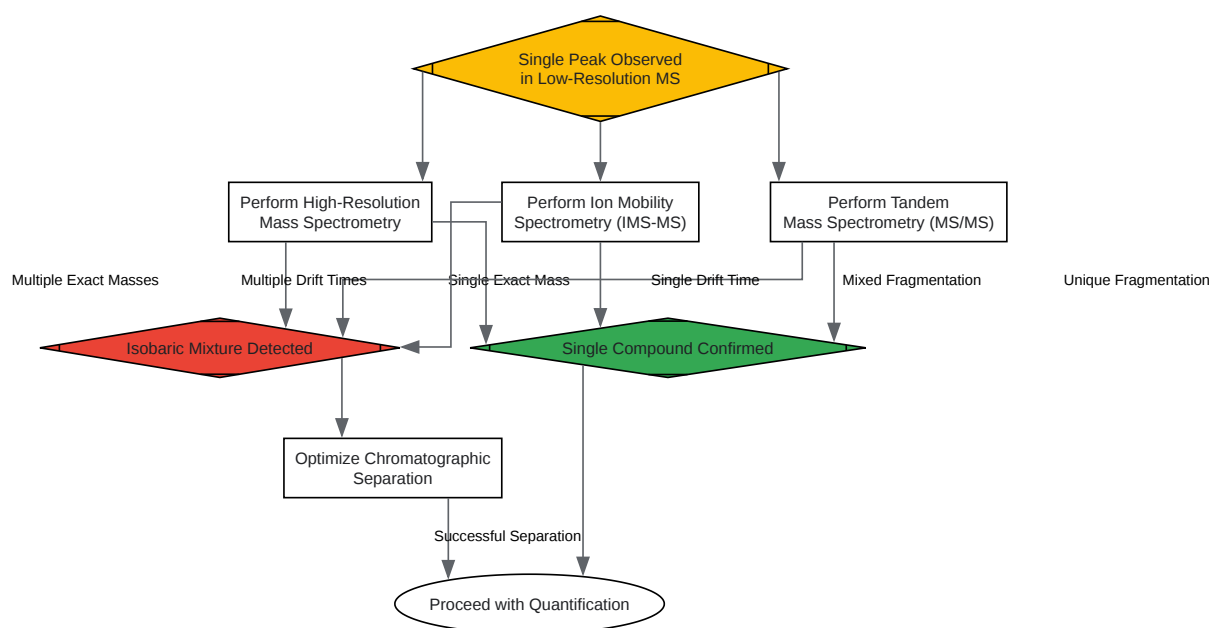 Single Peak Observed
in Low-Resolution MS
Perform High-Resolution
Mass Spectrometry
Perform Ion Mobility
Spectrometry (IMS-MS)
Perform Tandem
Mass Spectrometry (MS/MS)
Multiple Exact Masses
Multiple Drift Times
Single Exact Mass
Single Drift Time
Mixed Fragmentation
Unique Fragmentation
Isobaric Mixture Detected
Single Compound Confirmed
Optimize Chromatographic
Separation
Successful Separation
Proceed with Quantification